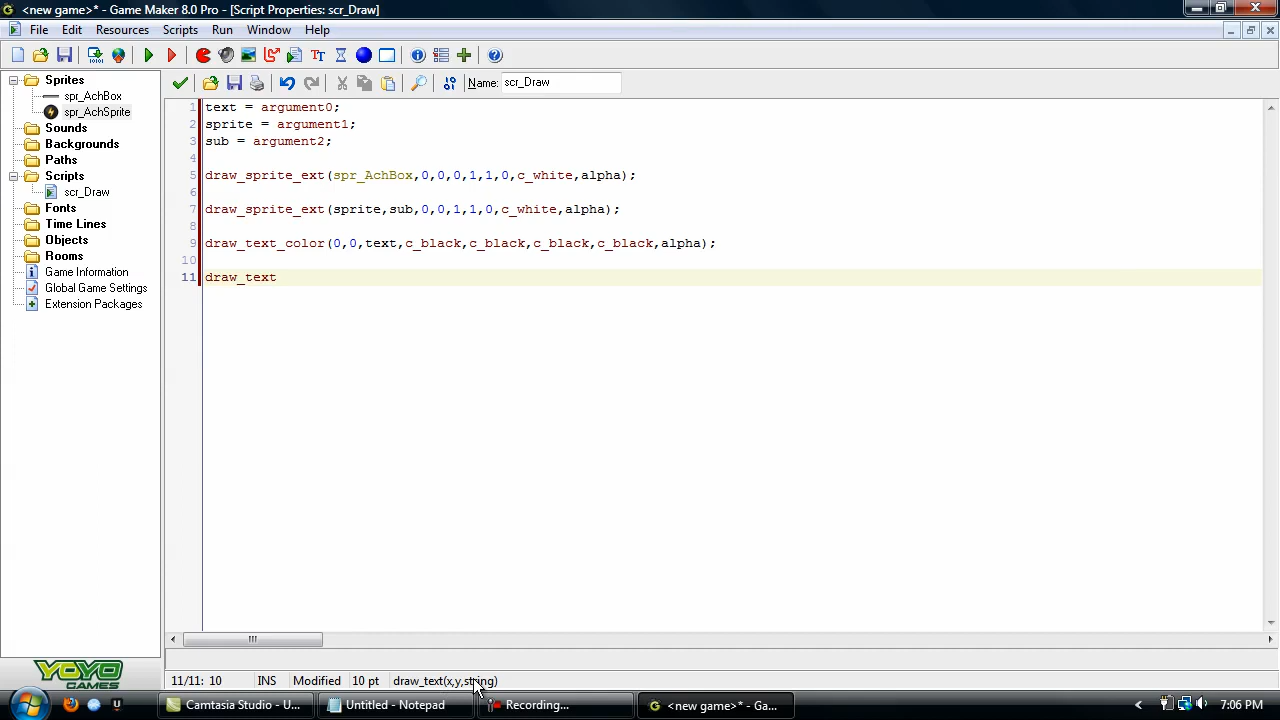 <new game>* - Game Maker 8.0 Pro - [Script Properties: scr_Draw]
File Edit Resources Scripts Run Window Help
Name: scr_Draw
Sprites
spr_AchBox
spr_AchSprite
Sounds
Backgrounds
Paths
Scripts
scr_Draw
Fonts
Time Lines
Objects
Rooms
Game Information
Global Game Settings
Extension Packages
1 text = argument0;
2 sprite = argument1;
3 sub = argument2;
4
5 draw_sprite_ext(spr_AchBox,0,0,0,1,1,0,c_white,alpha);
6
7 draw_sprite_ext(sprite,sub,0,0,1,1,0,c_white,alpha);
8
9 draw_text_color(0,0,text,c_black,c_black,c_black,c_black,alpha);
10
11 draw_text
YOYO GAMES
11/11: 10 INS Modified 10 pt draw_text(x,y,string)
Camtasia Studio - U... Untitled - Notepad Recording... <new game>* - Ga... 7:06 PM